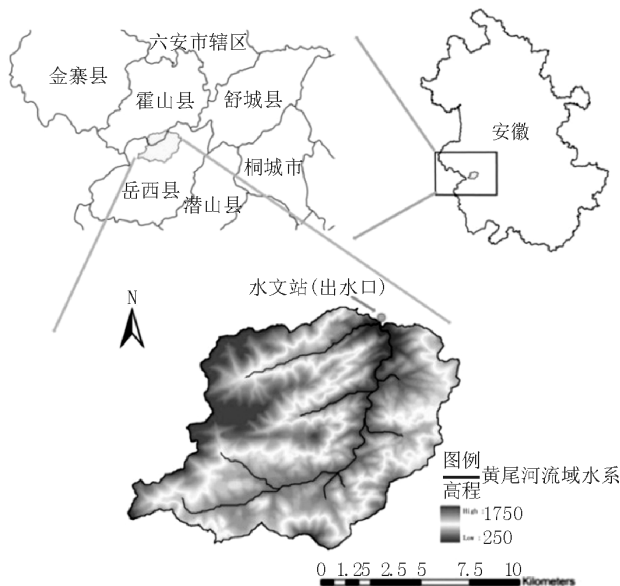 六安市辖区
金寨县
霍山县
舒城县
安徽
桐城市
岳西县
潜山县
水文站(出水口)
N
图例
黄尾河流域水系
高程
High : 1750
Low : 250
0 1.25 2.5 5 7.5 10
Kilometers